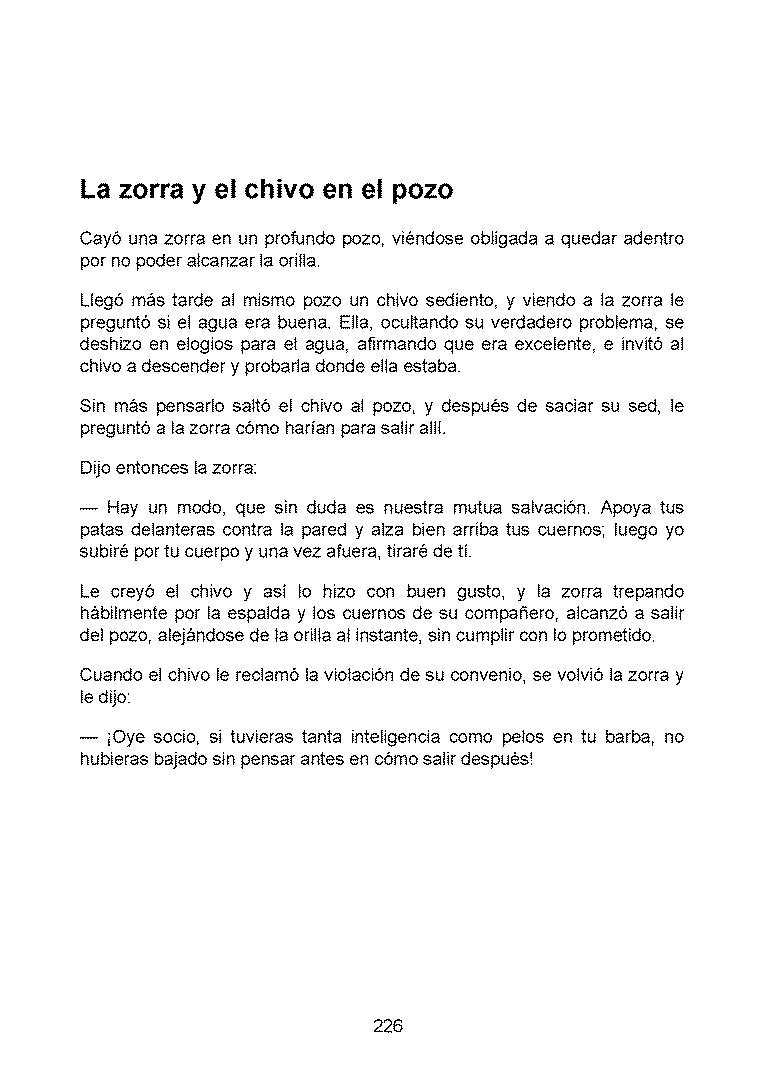 La zorra y el chivo en el pozo
Cayó una zorra en un profundo pozo, viéndose obligada a quedar adentro
por no poder alcanzar la orilla.
Llegó más tarde al mismo pozo un chivo sediento, y viendo a la zorra le
preguntó si el agua era buena. Ella, ocultando su verdadero problema, se
deshizo en elogios para el agua, afirmando que era excelente, e invitó al
chivo a descender y probarla donde ella estaba.
Sin más pensarlo saltó el chivo al pozo, y después de saciar su sed, le
preguntó a la zorra cómo harían para salir allí.
Dijo entonces la zorra:
— Hay un modo, que sin duda es nuestra mutua salvación. Apoya tus
patas delanteras contra la pared y alza bien arriba tus cuernos; luego yo
subiré por tu cuerpo y una vez afuera, tiraré de tí.
Le creyó el chivo y así lo hizo con buen gusto, y la zorra trepando
hábilmente por la espalda y los cuernos de su compañero, alcanzó a salir
del pozo, alejándose de la orilla al instante, sin cumplir con lo prometido.
Cuando el chivo le reclamó la violación de su convenio, se volvió la zorra y
le dijo:
— ¡Oye socio, si tuvieras tanta inteligencia como pelos en tu barba, no
hubieras bajado sin pensar antes en cómo salir después!
226